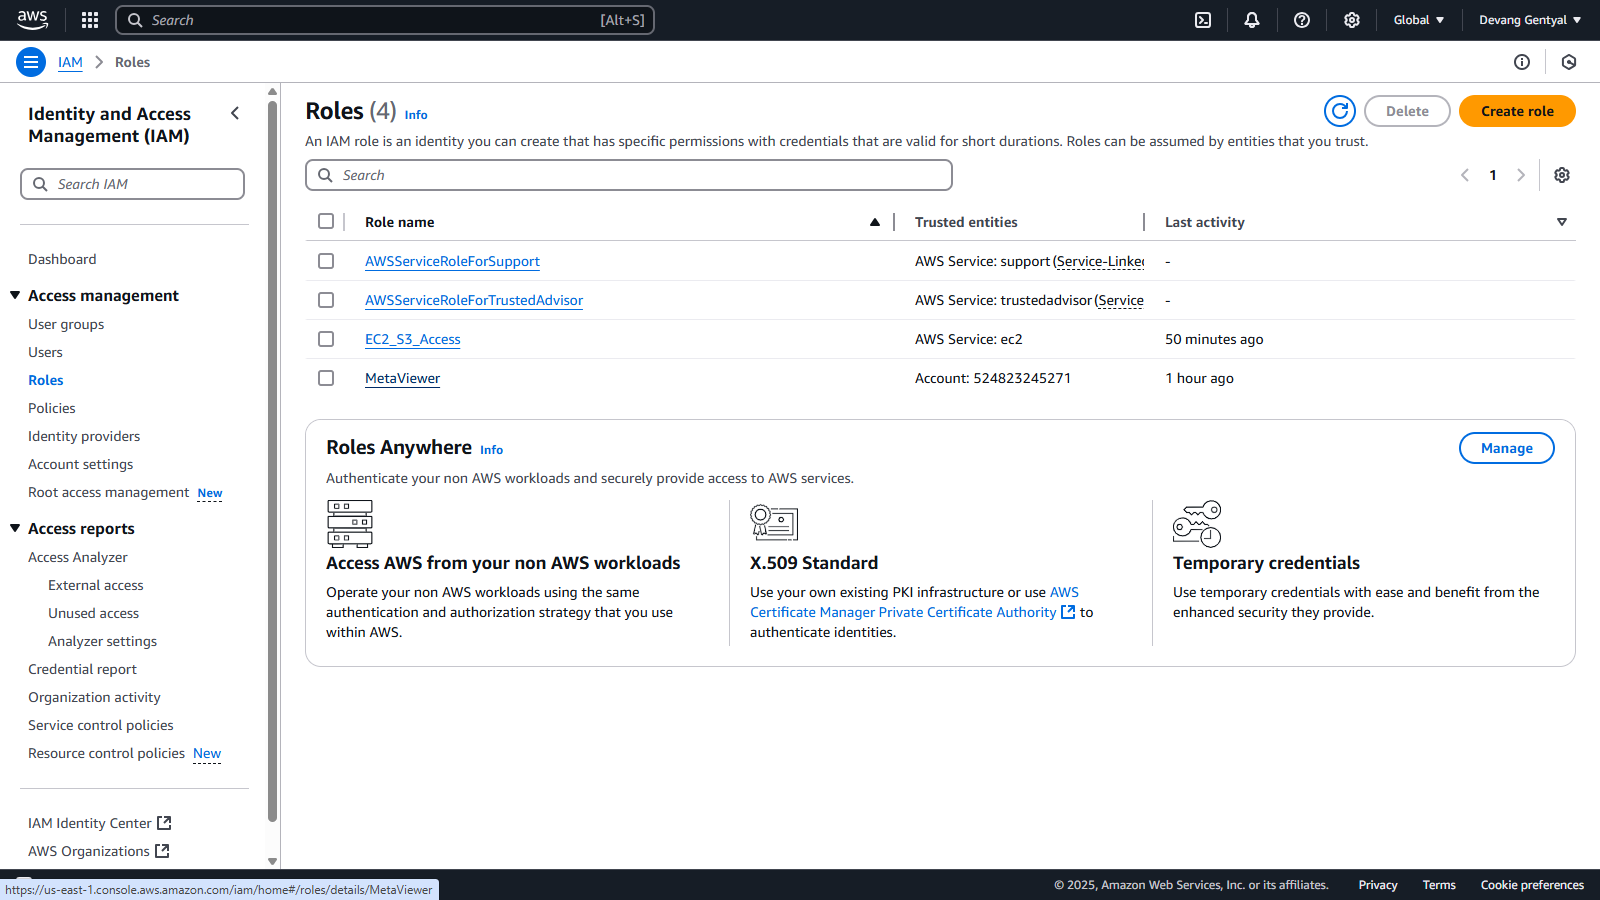 aws
Search
[Alt+S]
Global
Devang Gentyal
IAM
Roles
Identity and Access
Management (IAM)
Search IAM
Dashboard
Access management
User groups
Users
Roles
Policies
Identity providers
Account settings
Root access management New
Access reports
Access Analyzer
External access
Unused access
Analyzer settings
Credential report
Organization activity
Service control policies
Resource control policies New
IAM Identity Center
AWS Organizations
Roles (4) Info
Delete
Create role
An IAM role is an identity you can create that has specific permissions with credentials that are valid for short durations. Roles can be assumed by entities that you trust.
Search
1
Role name
Trusted entities
Last activity
AWSServiceRoleForSupport
AWS Service: support (Service-Linked
-
AWSServiceRoleForTrustedAdvisor
AWS Service: trustedadvisor (Service
-
EC2_S3_Access
AWS Service: ec2
50 minutes ago
MetaViewer
Account: 524823245271
1 hour ago
Roles Anywhere Info
Manage
Authenticate your non AWS workloads and securely provide access to AWS services.
Access AWS from your non AWS workloads
Operate your non AWS workloads using the same
authentication and authorization strategy that you use
within AWS.
X.509 Standard
Use your own existing PKI infrastructure or use AWS
Certificate Manager Private Certificate Authority to
authenticate identities.
Temporary credentials
Use temporary credentials with ease and benefit from the
enhanced security they provide.
https://us-east-1.console.aws.amazon.com/iam/home#/roles/details/MetaViewer
© 2025, Amazon Web Services, Inc. or its affiliates.
Privacy
Terms
Cookie preferences